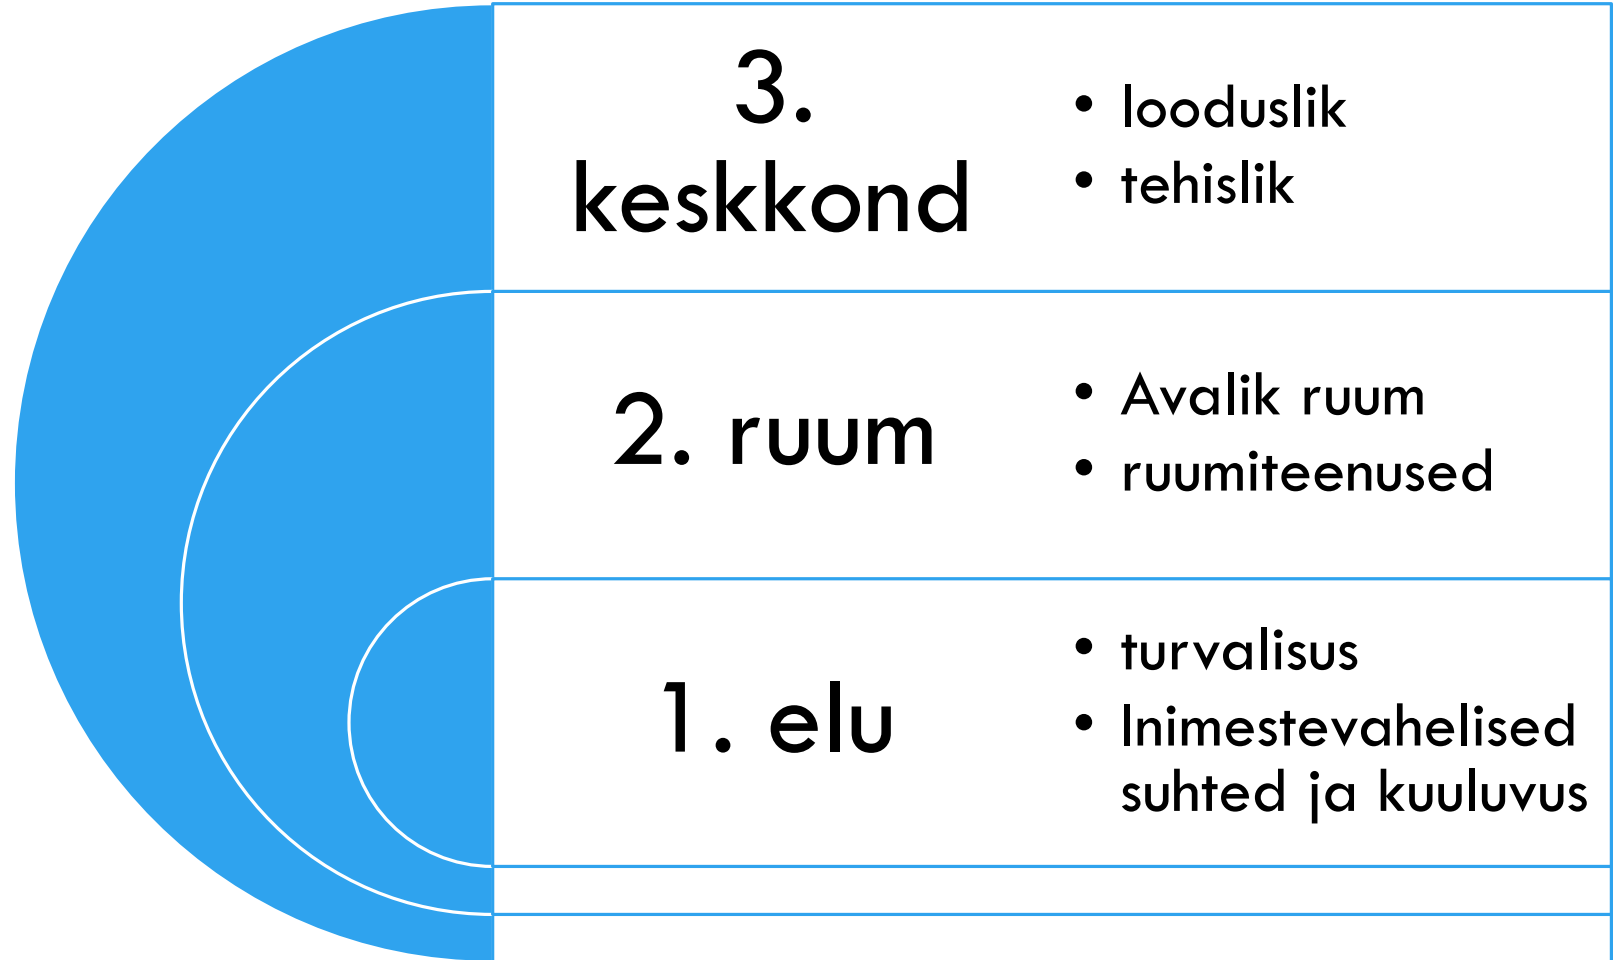 3.
keskkond
• looduslik
• tehislik
2. ruum
• Avalik ruum
• ruumiteenused
1. elu
• turvalisus
• Inimestevahelised
suhted ja kuuluvus